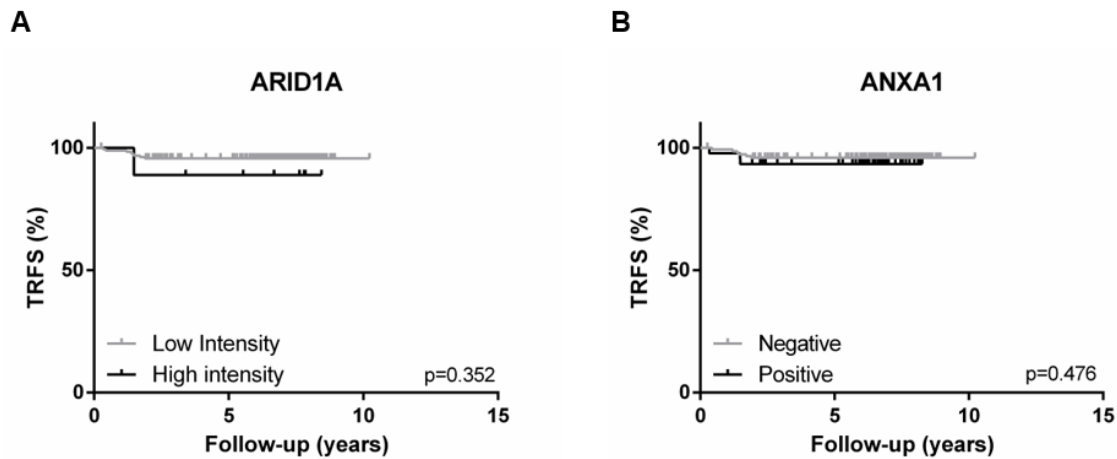 A
ARID1A
100
50
0
TRFS (%)
Low Intensity
High intensity
p=0.352
0 5 10 15
Follow-up (years)
B
ANXA1
100
50
0
TRFS (%)
Negative
Positive
p=0.476
0 5 10 15
Follow-up (years)